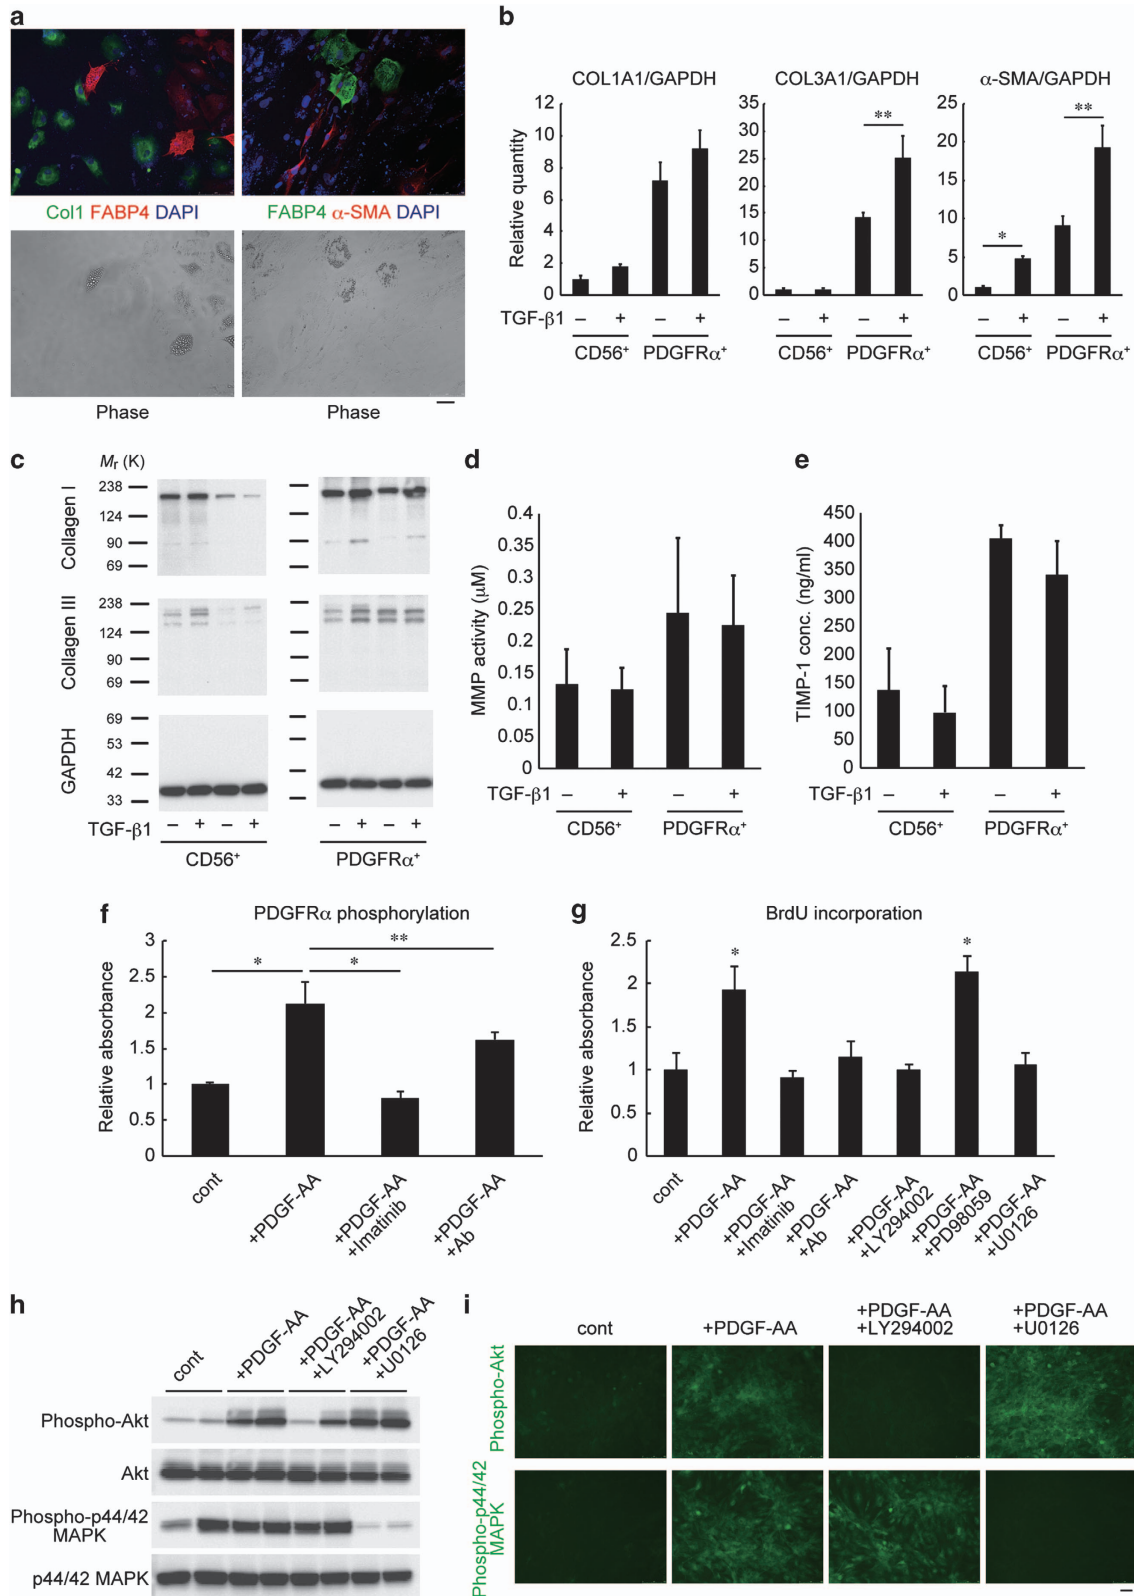 a
Col1 FABP4 DAPI
FABP4 α-SMA DAPI
Phase
Phase
b
COL1A1/GAPDH
COL3A1/GAPDH
α-SMA/GAPDH
Relative quantity
12
10
8
6
4
2
0
35
30
25
20
15
10
5
0
**
25
20
15
10
5
0
*
**
TGF-β1
– + – +
– + – +
– + – +
CD56+ PDGFRα+
CD56+ PDGFRα+
CD56+ PDGFRα+
c
Mr (K)
Collagen I
238
124
90
69
Collagen III
238
124
90
69
GAPDH
69
53
42
33
TGF-β1 – + – + – + – +
CD56+ PDGFRα+
d
MMP activity (μM)
0.4
0.35
0.3
0.25
0.2
0.15
0.1
0.05
0
TGF-β1 – + – +
CD56+ PDGFRα+
e
TIMP-1 conc. (ng/ml)
450
400
350
300
250
200
150
100
50
0
TGF-β1 – + – +
CD56+ PDGFRα+
f
PDGFRα phosphorylation
Relative absorbance
3
2.5
2
1.5
1
0.5
0
* * **
cont
+PDGF-AA
+PDGF-AA
+Imatinib
+PDGF-AA
+Ab
g
BrdU incorporation
Relative absorbance
2.5
2
1.5
1
0.5
0
* *
cont
+PDGF-AA
+PDGF-AA
+Imatinib
+PDGF-AA
+Ab
+PDGF-AA
+LY294002
+PDGF-AA
+PD98059
+PDGF-AA
+U0126
h
cont
+PDGF-AA
+PDGF-AA
+LY294002
+PDGF-AA
+U0126
Phospho-Akt
Akt
Phospho-p44/42
MAPK
p44/42 MAPK
i
cont
+PDGF-AA
+PDGF-AA
+LY294002
+PDGF-AA
+U0126
Phospho-Akt
Phospho-p44/42
MAPK